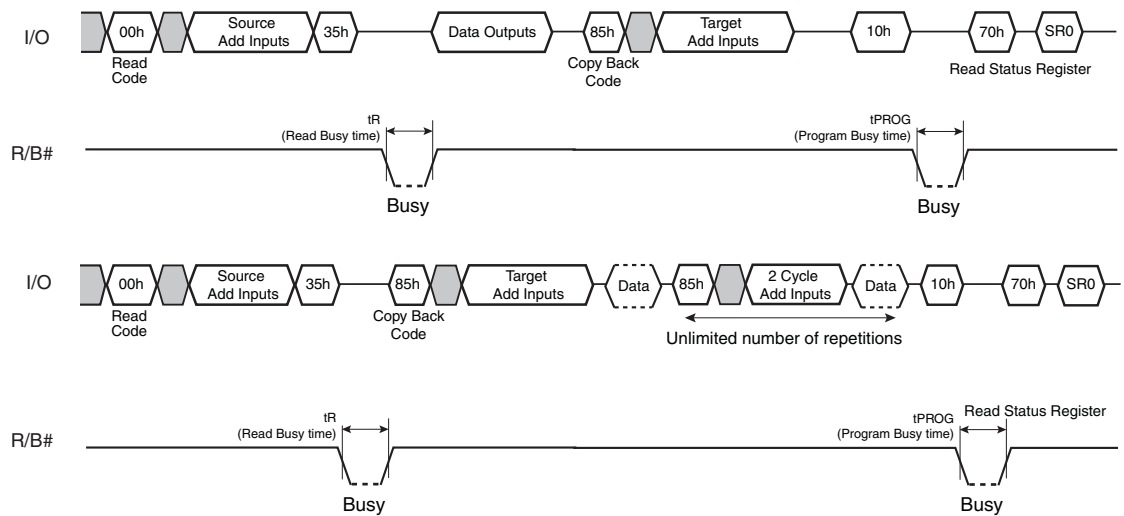 I/O
00h
Source
Add Inputs
35h
Data Outputs
85h
Target
Add Inputs
10h
70h
SR0
Read
Code
Copy Back
Code
Read Status Register
R/B#
tR
(Read Busy time)
Busy
tPROG
(Program Busy time)
Busy
I/O
00h
Source
Add Inputs
35h
85h
Target
Add Inputs
Data
85h
2 Cycle
Add Inputs
Data
10h
70h
SR0
Read
Code
Copy Back
Code
Unlimited number of repetitions
R/B#
tR
(Read Busy time)
Busy
tPROG
(Program Busy time)
Read Status Register
Busy